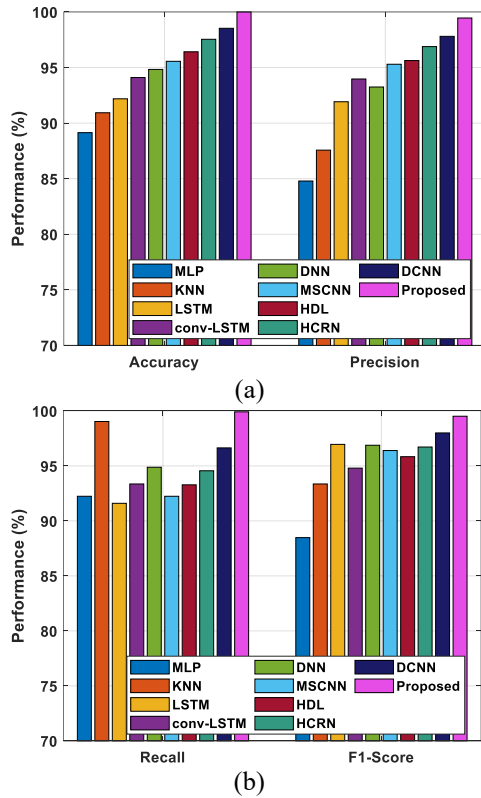 100
95
90
85
80
75
70
Performance (%)
MLP
KNN
LSTM
conv-LSTM
DNN
MSCNN
HDL
HCRN
DCNN
Proposed
Accuracy
Precision
(a)
100
95
90
85
80
75
70
Performance (%)
MLP
KNN
LSTM
conv-LSTM
DNN
MSCNN
HDL
HCRN
DCNN
Proposed
Recall
F1-Score
(b)